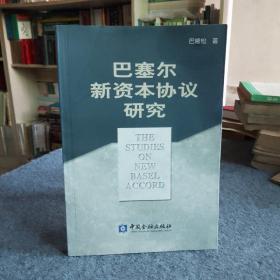 巴曙松 著
巴塞尔
新资本协议
研究
THE
STUDIES
ON
NEW
BASEL
ACCORD
中国金融出版社